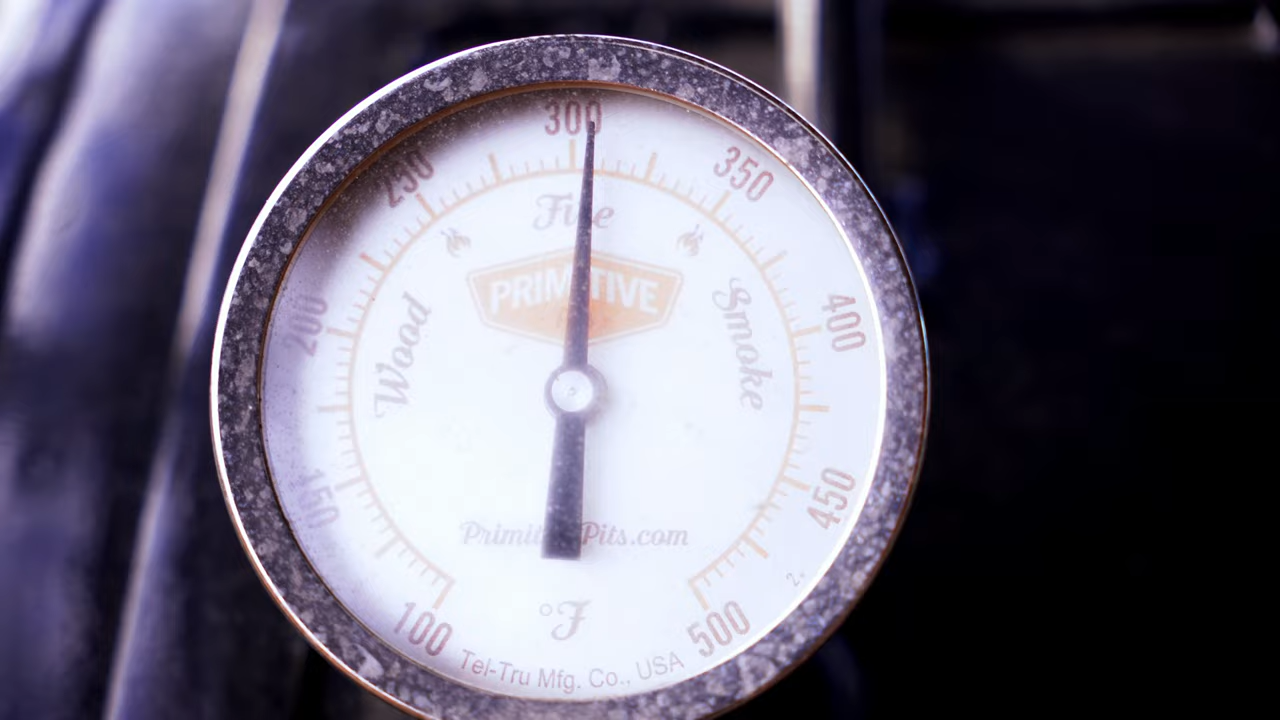 300
250
350
Fire
PRIMITIVE
200
400
Wood
Smoke
150
450
PrimitivePits.com
100
°F
500
Tel-Tru Mfg. Co., USA